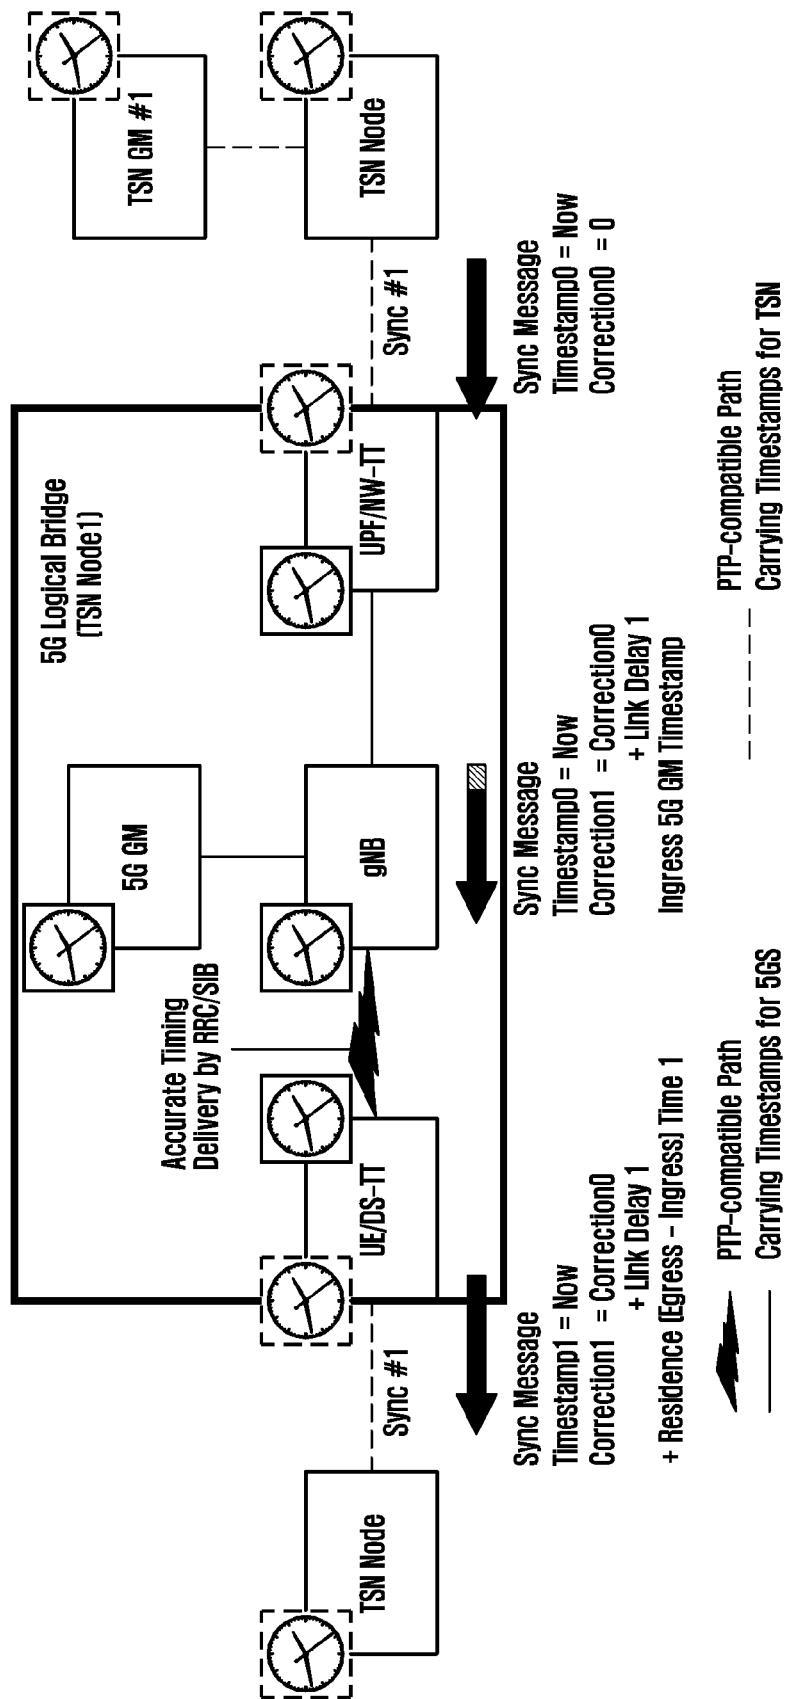 TSN GM #1
TSN Node
Sync #1
Sync Message
Timestamp0 = Now
Correction0 = 0
5G Logical Bridge
(TSN Node1)
UPF/NW-TT
5G GM
gNB
Accurate Timing
Delivery by RRC/SIB
UE/DS-TT
Sync Message
Timestamp0 = Now
Correction1 = Correction0
+ Link Delay 1
Ingress 5G GM Timestamp
Sync Message
Timestamp1 = Now
Correction1 = Correction0
+ Link Delay 1
+ Residence (Egress - Ingress) Time 1
Sync #1
TSN Node
PTP-compatible Path
Carrying Timestamps for 5GS
PTP-compatible Path
Carrying Timestamps for TSN